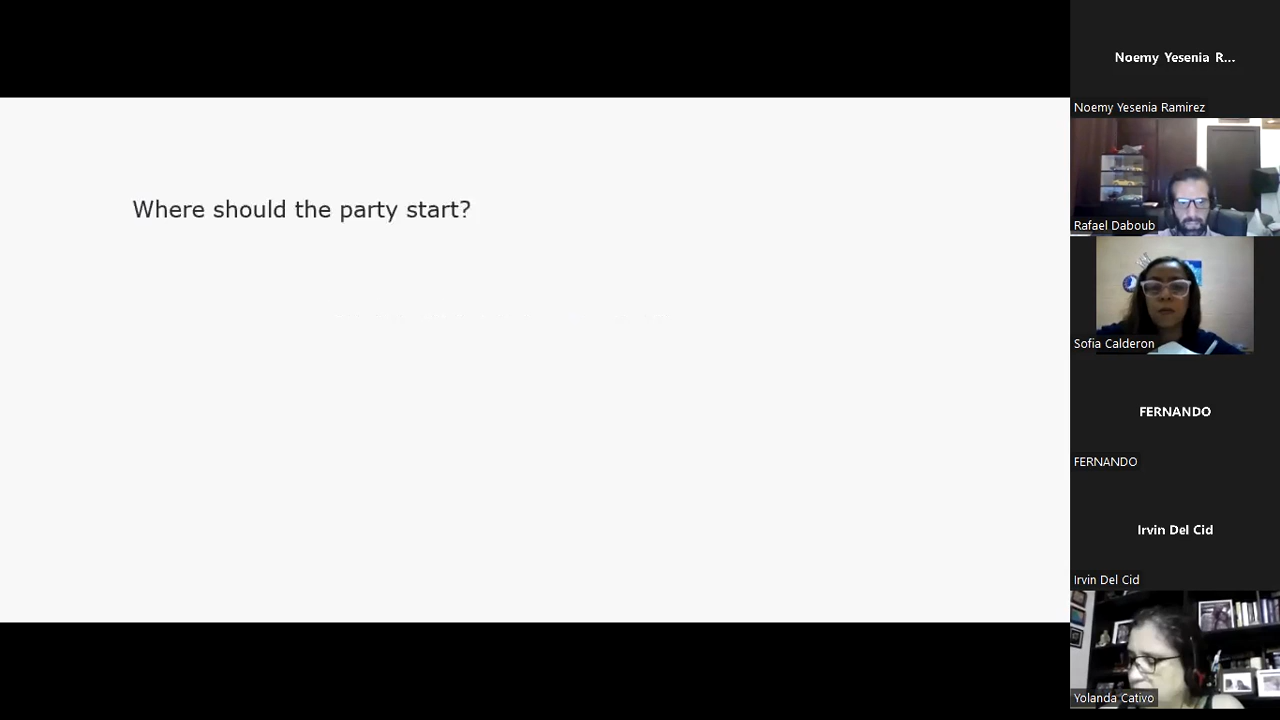 Where should the party start?
Noemy Yesenia R...
Noemy Yesenia Ramirez
Rafael Daboub
Sofia Calderon
FERNANDO
FERNANDO
Irvin Del Cid
Irvin Del Cid
Yolanda Cativo